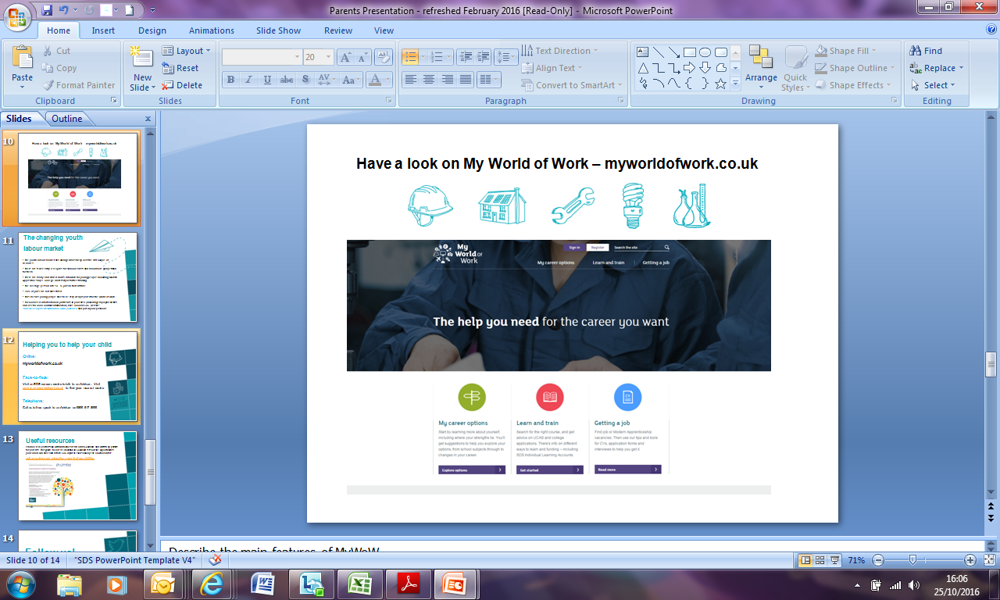 Parents Presentation - refreshed February 2016 [Read-Only] - Microsoft PowerPoint
Home Insert Design Animations Slide Show Review View
Paste
Cut
Copy
Format Painter
Clipboard
New Slide
Layout
Reset
Delete
Slides
20
B I U abc S AV Aa A
Font
Text Direction
Align Text
Convert to SmartArt
Paragraph
Arrange
Quick Styles
Shape Fill
Shape Outline
Shape Effects
Drawing
Find
Replace
Select
Editing
Slides Outline x
10
Have a look on My World of Work – myworldofwork.co.uk
The help you need for the career you want
11
The changing youth
labour market
12
Helping you to help your child
Online:
myworldofwork.co.uk
Face-to-face:
Telephone:
13
Useful resources
14
Follow us!
Have a look on My World of Work – myworldofwork.co.uk
My
World of
Work
Sign in Register Search the site
My career options Learn and train Getting a job
The help you need for the career you want
My career options
Start by learning more about yourself,
including where your strengths lie. You'll
get suggestions to help you explore your
options, from school subjects through to
changes in your career.
Explore options
Learn and train
Search for the right course, and get
advice on UCAS and college
applications. There's info on different
ways to learn and funding – including
SDS Individual Learning Accounts.
Get started
Getting a job
Find job or Modern Apprenticeship
vacancies. Then use our tips and tools
for CVs, application forms and
interviews to help you get it.
Read more
Describe the main features of MyWoW
Slide 10 of 14 "SDS PowerPoint Template V4" 71%
16:06
25/10/2016